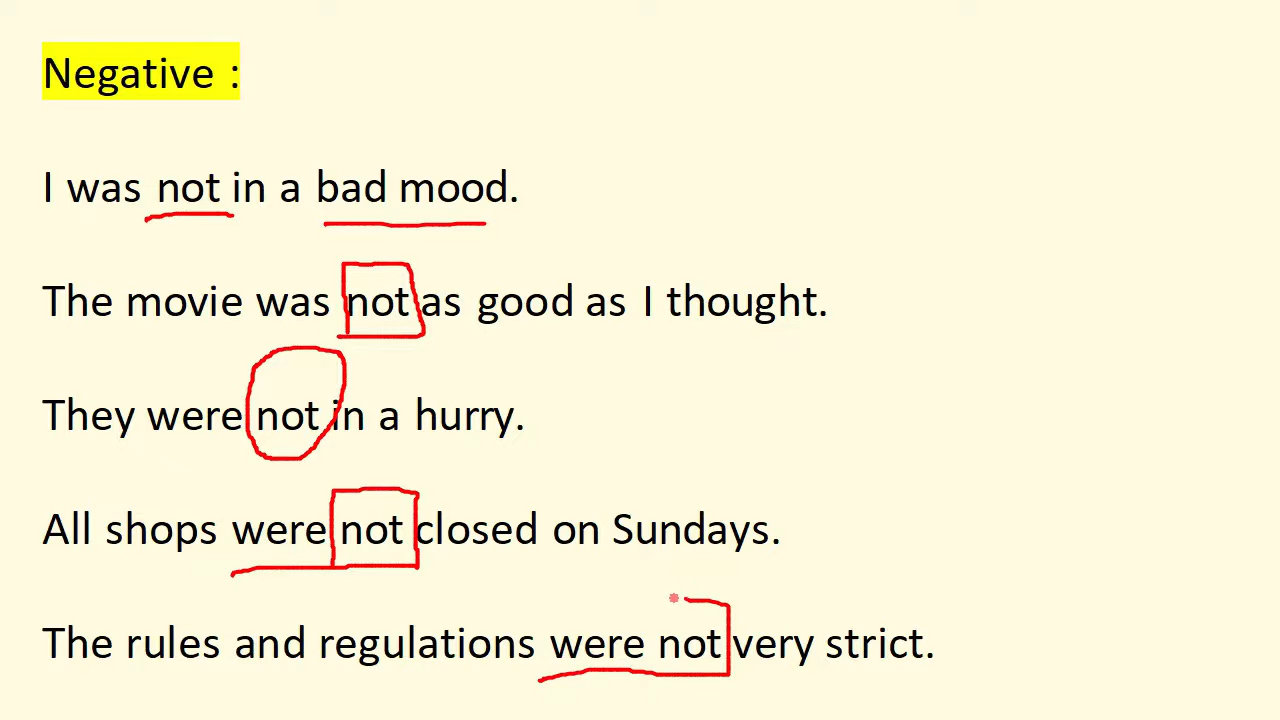 Negative :
I was not in a bad mood.
The movie was not as good as I thought.
They were not in a hurry.
All shops were not closed on Sundays.
The rules and regulations were not very strict.